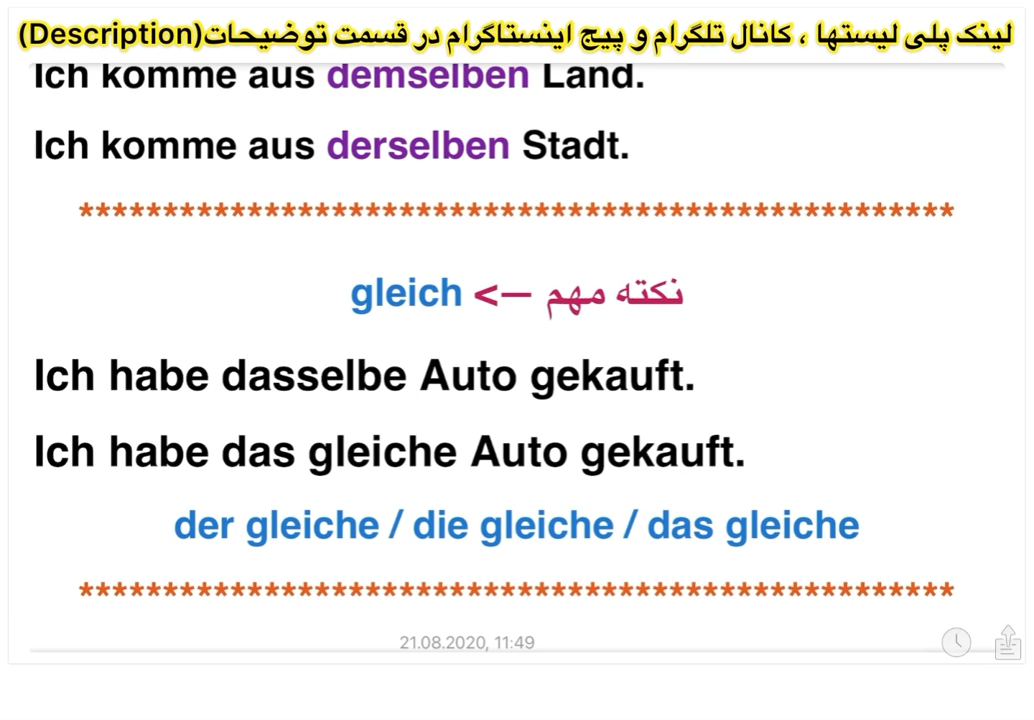 لینک پلی لیستها ، کانال تلگرام و پیج اینستاگرام در قسمت توضیحات(Description)
Ich komme aus demselben Land.
Ich komme aus derselben Stadt.
****************************************************
نکته مهم —> gleich
Ich habe dasselbe Auto gekauft.
Ich habe das gleiche Auto gekauft.
der gleiche / die gleiche / das gleiche
****************************************************
21.08.2020, 11:49